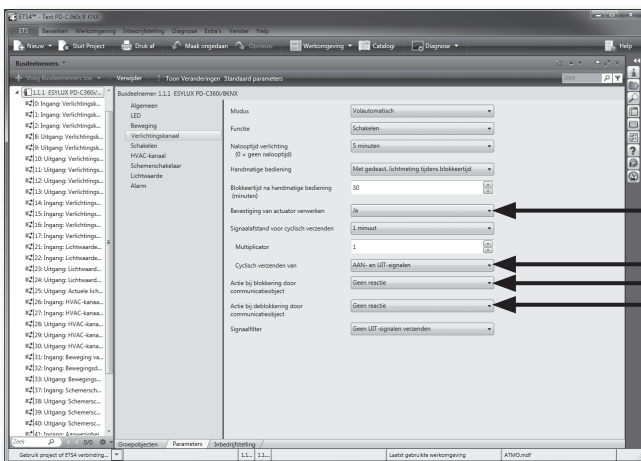 ETS4™ - Test PD-C360i/8 KNX
ETS Bewerken Werkomgeving Inbedrijfstelling Diagnose Extra's Venster Help
Nieuw Sluit Project Druk af Maak ongedaan Opnieuw Werkomgeving Catalogi Diagnose Help
Busdeelnemers
Voeg Busdeelnemers toe Verwijder Toon Veranderingen Standaard parameters Zoek
1.1.1 ESYLUX PD-C360i/...
0: Ingang: Verlichtingsk...
1: Ingang: Verlichtingsk...
2: Ingang: Verlichtingsk...
8: Uitgang: Verlichtingsk...
9: Uitgang: Verlichtingsk...
10: Uitgang: Verlichtings...
11: Uitgang: Verlichtings...
12: Uitgang: Verlichtings...
13: Uitgang: Verlichtings...
14: Ingang: Verlichtings...
15: Ingang: Verlichtings...
16: Ingang: Verlichtings...
17: Ingang: Verlichtings...
21: Ingang: Lichtwaarde...
22: Ingang: Lichtwaarde...
23: Uitgang: Lichtwaard...
24: Uitgang: Lichtwaard...
25: Uitgang: Actuele lich...
26: Ingang: HVAC-kanaa...
27: Ingang: HVAC-kanaa...
28: Uitgang: HVAC-kana...
29: Uitgang: HVAC-kana...
30: Uitgang: HVAC-kana...
31: Ingang: Beweging va...
32: Ingang: Bewegingsd...
33: Uitgang: Bewegings...
37: Ingang: Schemersch...
38: Uitgang: Schemersc...
39: Uitgang: Schemersc...
40: Uitgang: Schemersc...
41: Ingang: Aanwezighei...
Zoek 0/0
Busdeelnemer: 1.1.1 ESYLUX PD-C360i/8KNX
Algemeen
LED
Beweging
Verlichtingskanaal
Schakelen
HVAC-kanaal
Schemerschakelaar
Lichtwaarde
Alarm
Modus Volautomatisch
Functie Schakelen
Nalooptijd verlichting 5 minuten
(0 = geen nalooptijd)
Handmatige bediening Met gedeact. lichtmeting tijdens blokkeertijd
Blokkeertijd na handmatige bediening 30
(minuten)
Bevestiging van actuator verwerken Ja
Signaalafstand voor cyclisch verzenden 1 minuut
Multiplicator 1
Cyclisch verzenden van AAN- en UIT-signalen
Actie bij blokkering door Geen reactie
communicatieobject
Actie bij deblokkering door Geen reactie
communicatieobject
Signaalfilter Geen UIT-signalen verzenden
Groepobjecten Parameters Inbedrijfstelling
Gebruik project of ETS4 verbinding... 1.1... 1.1.... Laatst gebruikte werkomgeving ATMO.mdf